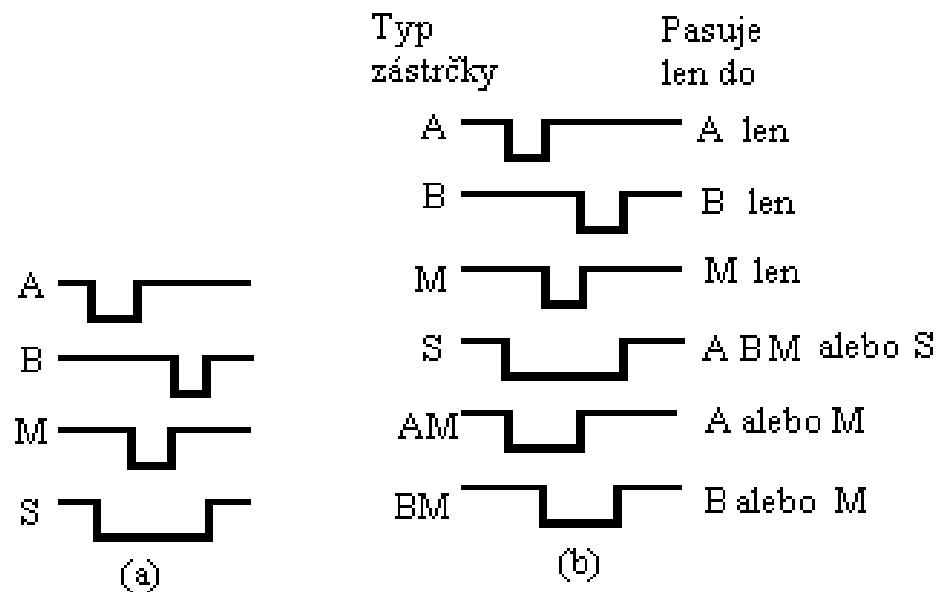 A
B
M
S
(a)
Typ zástrčky
Pasuje len do
A A len
B B len
M M len
S A B M alebo S
AM A alebo M
BM B alebo M
(b)